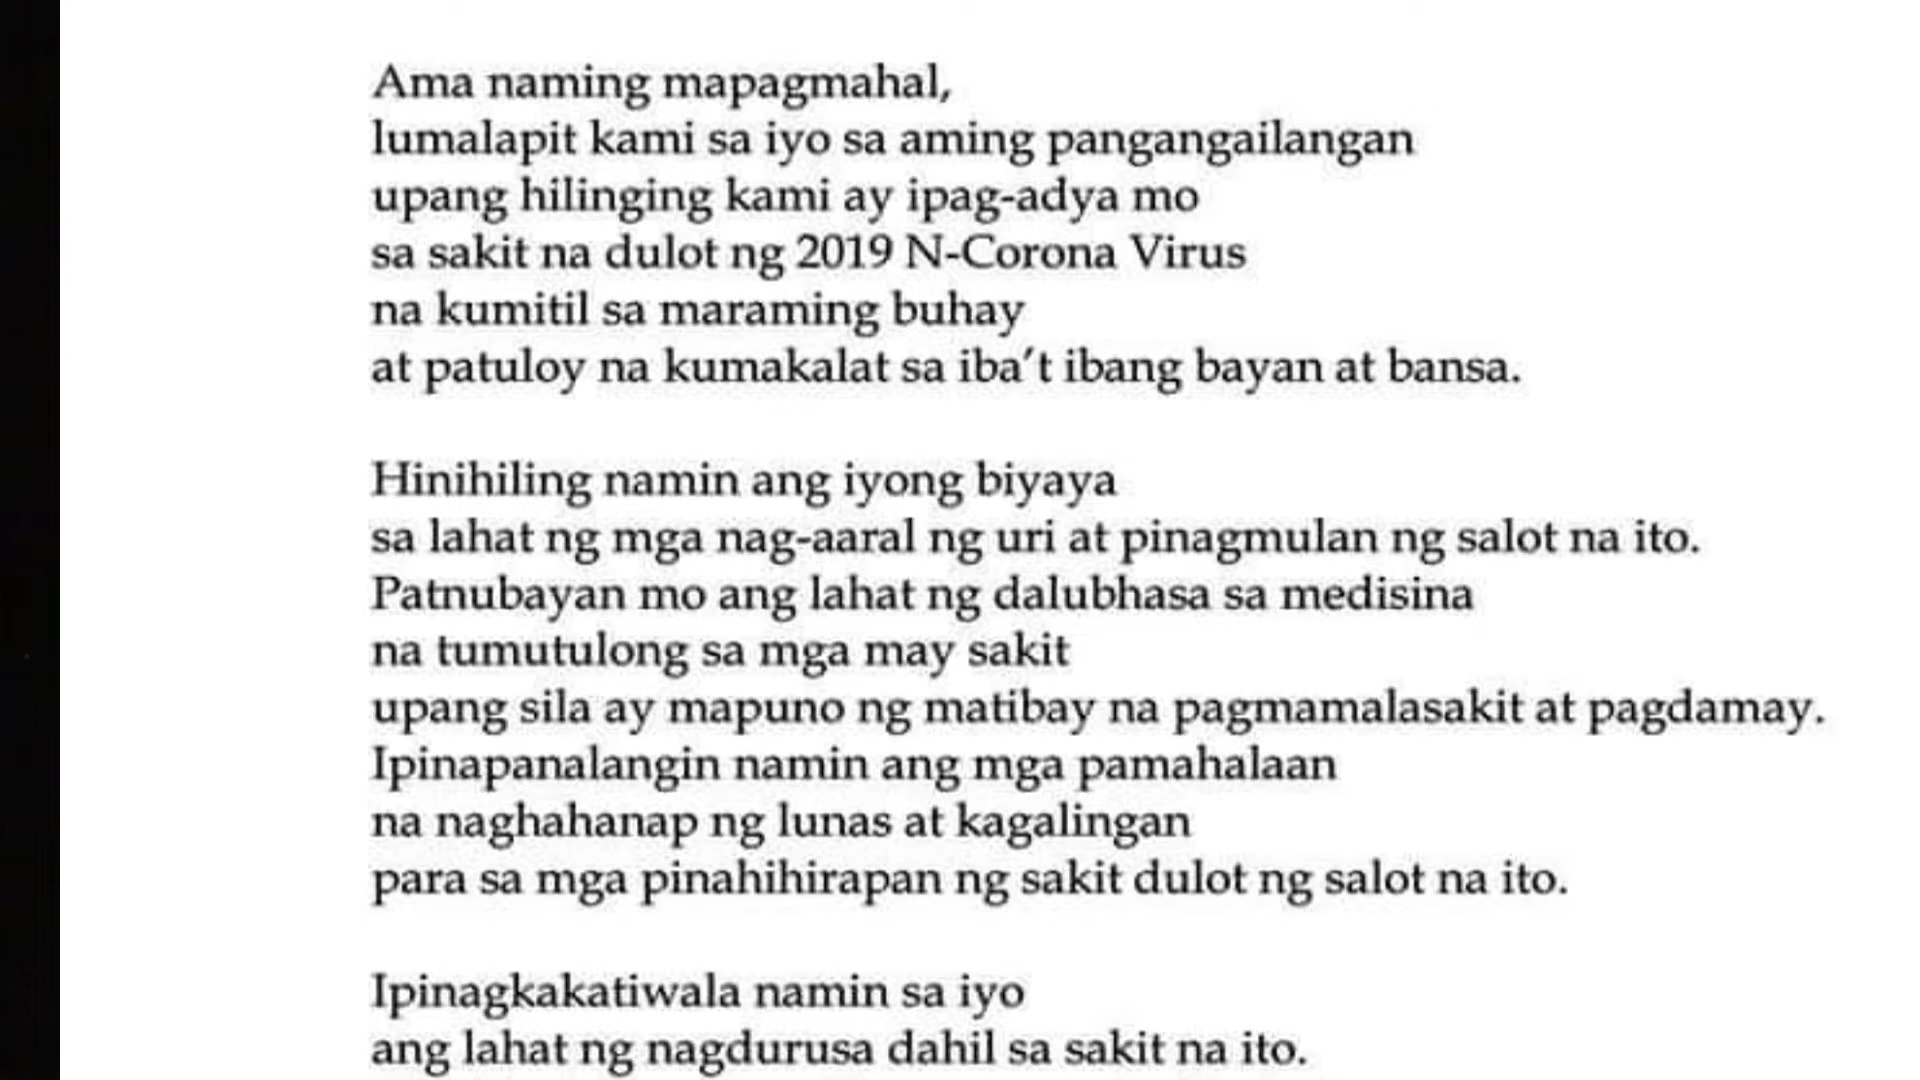 Ama naming mapagmahal,
lumalapit kami sa iyo sa aming pangangailangan
upang hilinging kami ay ipag-adya mo
sa sakit na dulot ng 2019 N-Corona Virus
na kumitil sa maraming buhay
at patuloy na kumakalat sa iba't ibang bayan at bansa.
Hinihiling namin ang iyong biyaya
sa lahat ng mga nag-aaral ng uri at pinagmulan ng salot na ito.
Patnubayan mo ang lahat ng dalubhasa sa medisina
na tumutulong sa mga may sakit
upang sila ay mapuno ng matibay na pagmamalasakit at pagdamay.
Ipinapanalangin namin ang mga pamahalaan
na naghahanap ng lunas at kagalingan
para sa mga pinahihirapan ng sakit dulot ng salot na ito.
Ipinagkakatiwala namin sa iyo
ang lahat ng nagdurusa dahil sa sakit na ito.